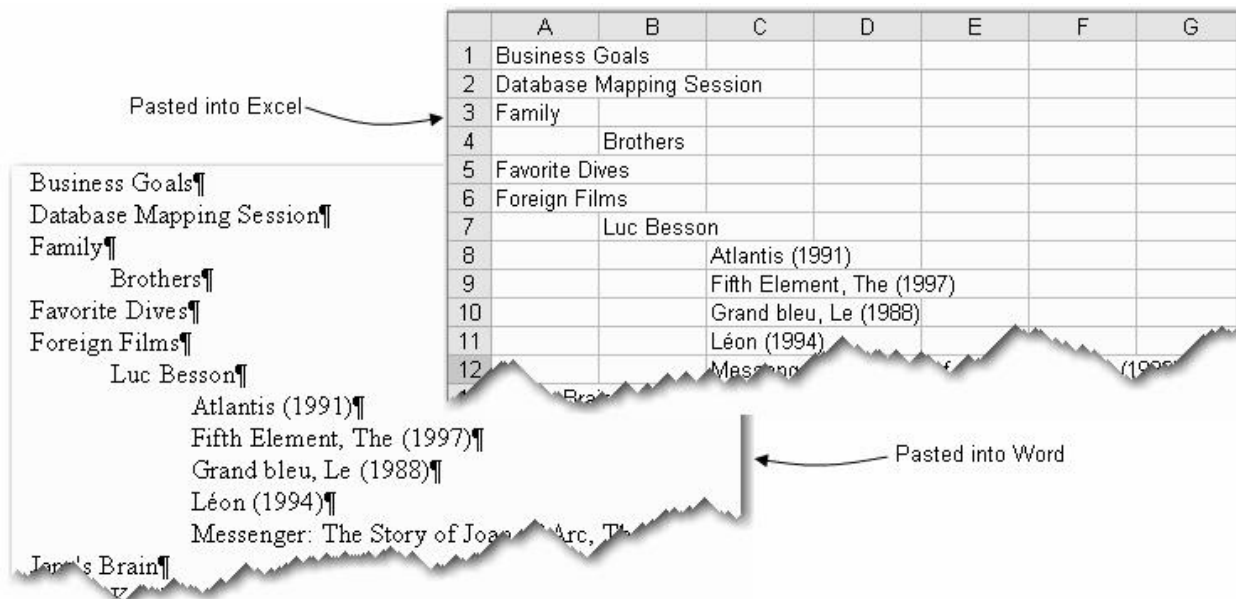 A B C D E F G
1 Business Goals
2 Database Mapping Session
3 Family
4 Brothers
5 Favorite Dives
6 Foreign Films
7 Luc Besson
8 Atlantis (1991)
9 Fifth Element, The (1997)
10 Grand bleu, Le (1988)
11 Léon (1994)
12
Pasted into Excel
Business Goals¶
Database Mapping Session¶
Family¶
Brothers¶
Favorite Dives¶
Foreign Films¶
Luc Besson¶
Atlantis (1991)¶
Fifth Element, The (1997)¶
Grand bleu, Le (1988)¶
Léon (1994)¶
Messenger: The Story of Arc,
Brain¶
Pasted into Word